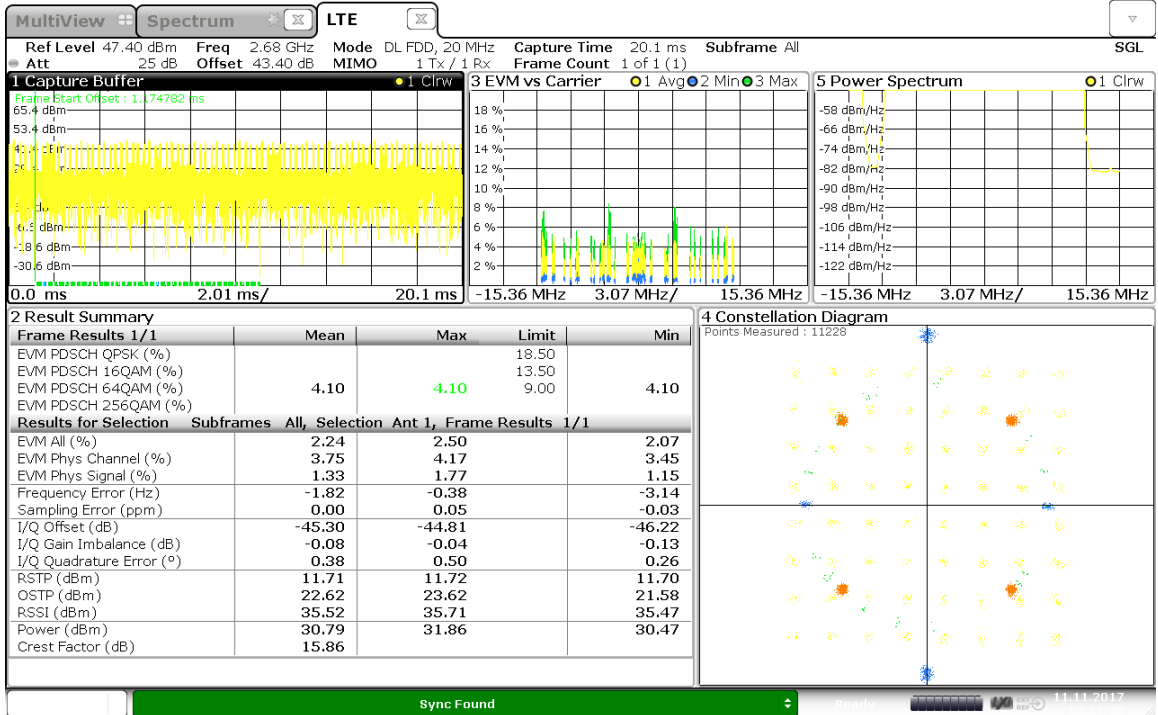 MultiView Spectrum LTE
Ref Level 47.40 dBm Freq 2.68 GHz Mode DL FDD, 20 MHz Capture Time 20.1 ms Subframe All SGL
Att 25 dB Offset 43.40 dB MIMO 1 Tx / 1 Rx Frame Count 1 of 1 (1)
1 Capture Buffer 1 Clrw
Frame Start Offset : 1.174782 ms
65.4 dBm
53.4 dBm
-18.6 dBm
-30.6 dBm
0.0 ms 2.01 ms/ 20.1 ms
3 EVM vs Carrier 1 Avg 2 Min 3 Max
18 %
16 %
14 %
12 %
10 %
8 %
6 %
4 %
2 %
-15.36 MHz 3.07 MHz/ 15.36 MHz
5 Power Spectrum 1 Clrw
-58 dBm/Hz
-66 dBm/Hz
-74 dBm/Hz
-82 dBm/Hz
-90 dBm/Hz
-98 dBm/Hz
-106 dBm/Hz
-114 dBm/Hz
-122 dBm/Hz
-15.36 MHz 3.07 MHz/ 15.36 MHz
2 Result Summary
Frame Results 1/1 Mean Max Limit Min
EVM PDSCH QPSK (%) 18.50
EVM PDSCH 16QAM (%) 13.50
EVM PDSCH 64QAM (%) 4.10 4.10 9.00 4.10
EVM PDSCH 256QAM (%)
Results for Selection Subframes All, Selection Ant 1, Frame Results 1/1
EVM All (%) 2.24 2.50 2.07
EVM Phys Channel (%) 3.75 4.17 3.45
EVM Phys Signal (%) 1.33 1.77 1.15
Frequency Error (Hz) -1.82 -0.38 -3.14
Sampling Error (ppm) 0.00 0.05 -0.03
I/Q Offset (dB) -45.30 -44.81 -46.22
I/Q Gain Imbalance (dB) -0.08 -0.04 -0.13
I/Q Quadrature Error (º) 0.38 0.50 0.26
RSTP (dBm) 11.71 11.72 11.70
OSTP (dBm) 22.62 23.62 21.58
RSSI (dBm) 35.52 35.71 35.47
Power (dBm) 30.79 31.86 30.47
Crest Factor (dB) 15.86
4 Constellation Diagram
Points Measured : 11228
Sync Found
Ready
LXI
EXT
REF
11.11.2017